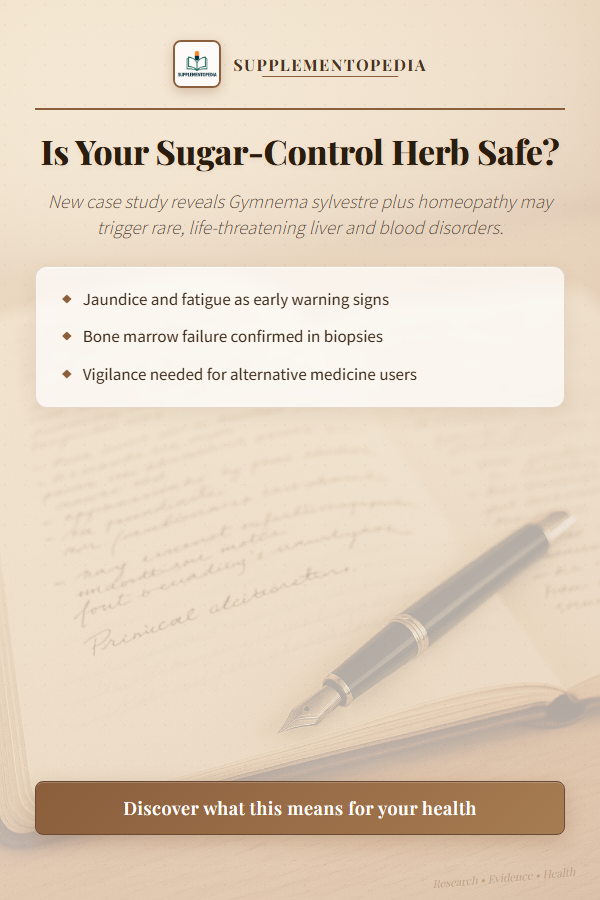 SUPPLEMENTOPEDIA
SUPPLEMENTOPEDIA
Is Your Sugar-Control Herb Safe?
New case study reveals Gymnema sylvestre plus homeopathy may
trigger rare, life-threatening liver and blood disorders.
◆ Jaundice and fatigue as early warning signs
◆ Bone marrow failure confirmed in biopsies
◆ Vigilance needed for alternative medicine users
Discover what this means for your health
Research • Evidence • Health